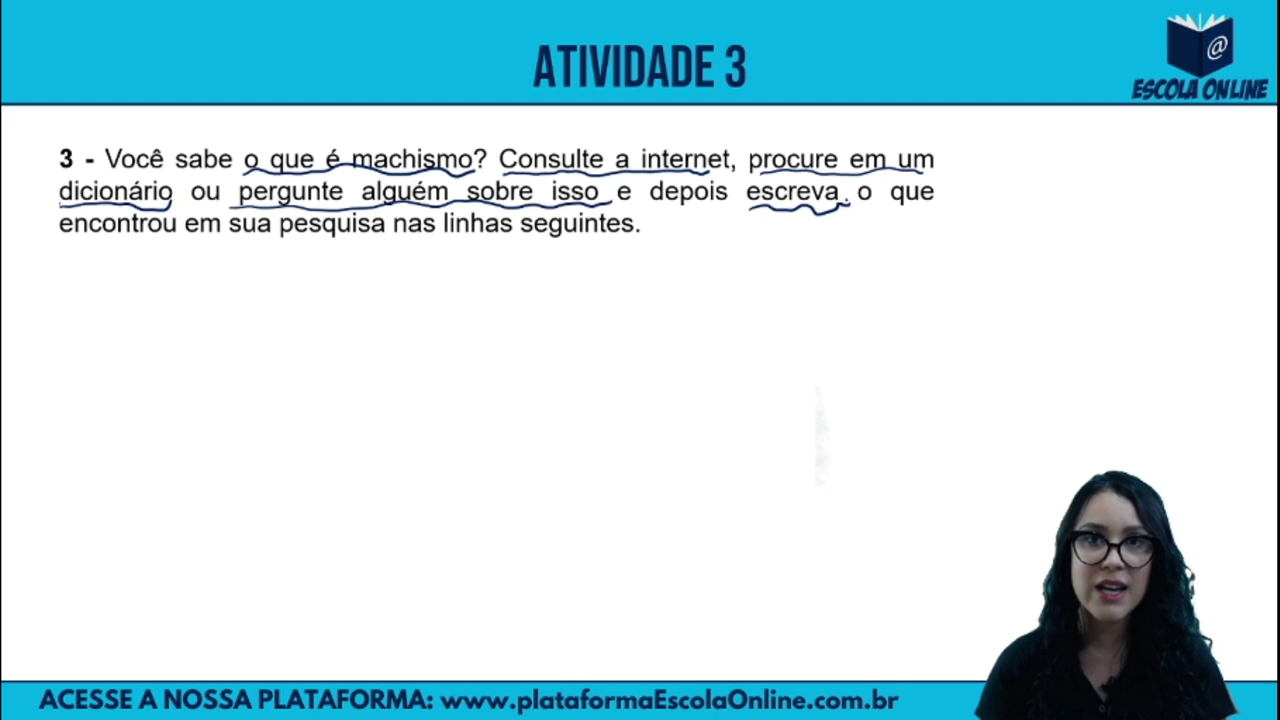 ATIVIDADE 3
@
ESCOLA ONLINE
3 - Você sabe o que é machismo? Consulte a internet, procure em um
dicionário ou pergunte alguém sobre isso e depois escreva o que
encontrou em sua pesquisa nas linhas seguintes.
ACESSE A NOSSA PLATAFORMA: www.plataformaEscolaOnline.com.br